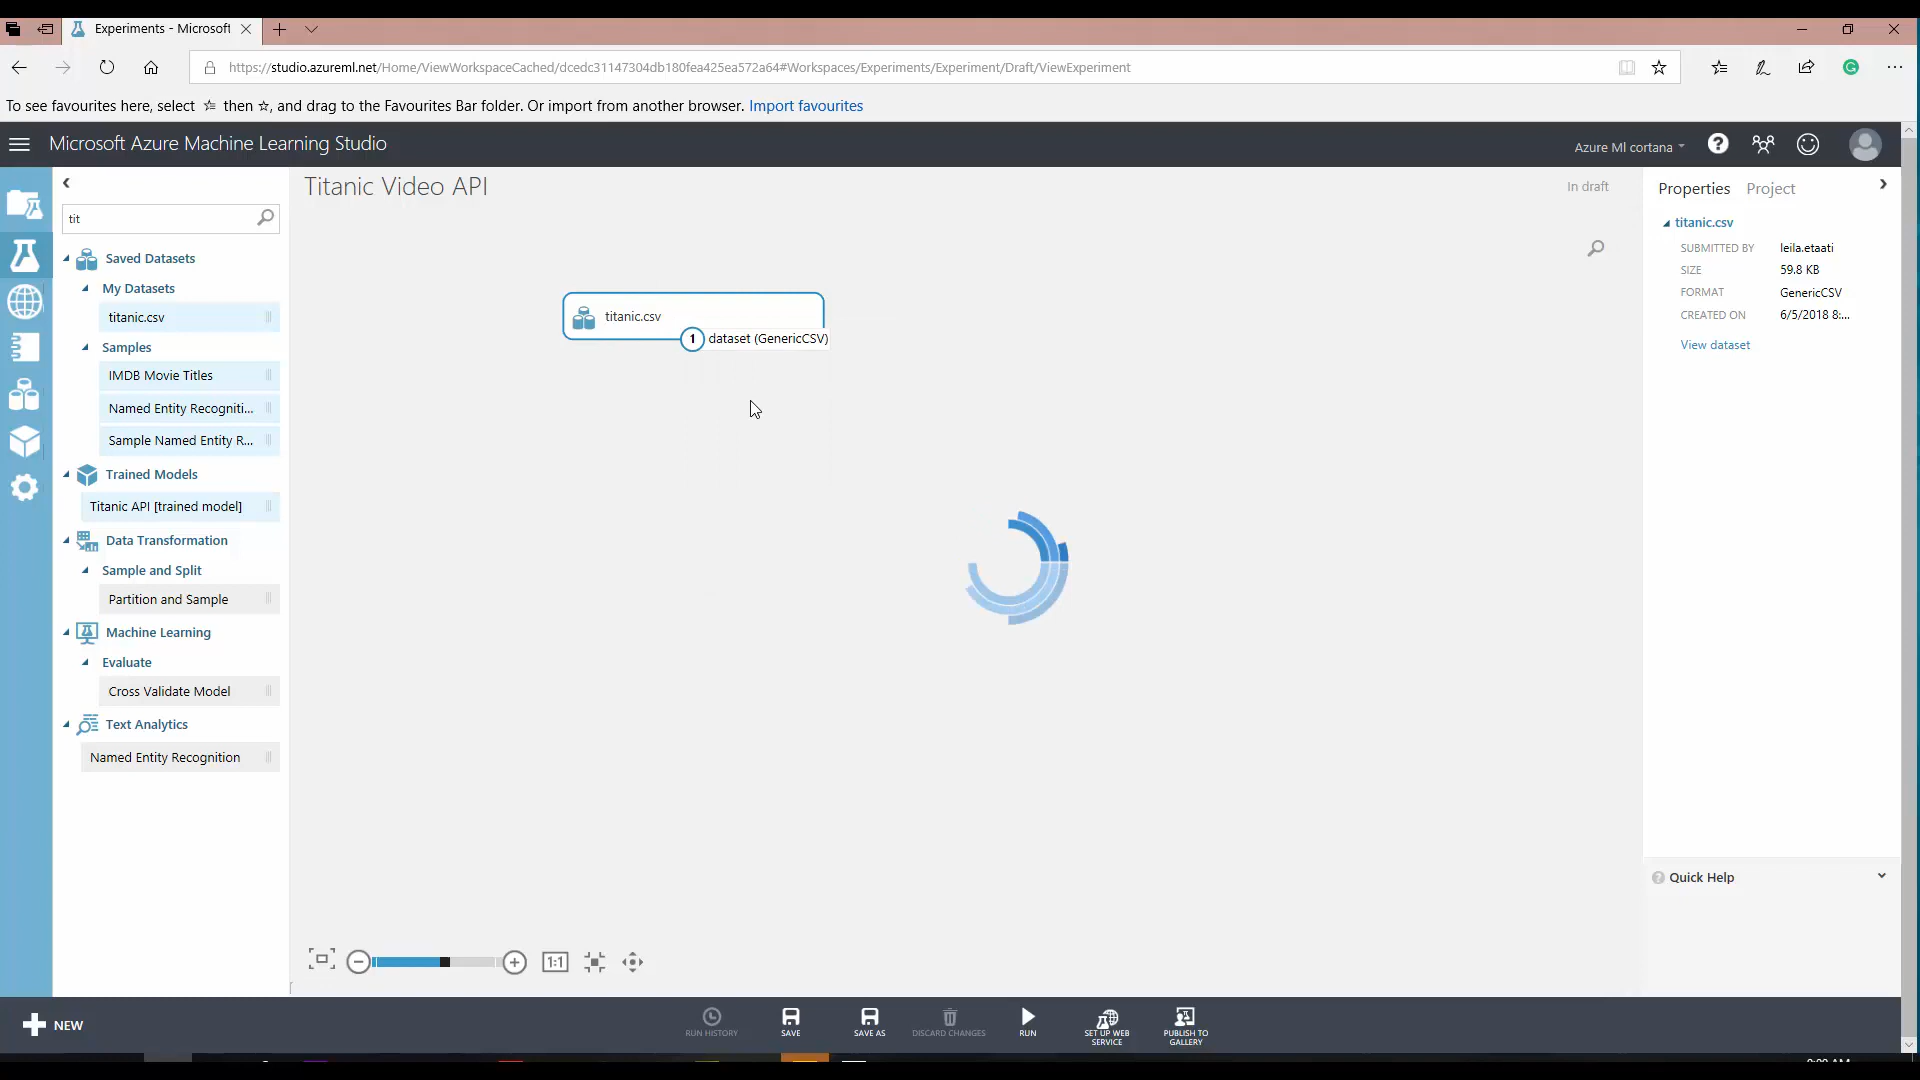 Experiments - Microsoft
https://studio.azureml.net/Home/ViewWorkspaceCached/dcedc31147304db180fea425ea572a64#Workspaces/Experiments/Experiment/Draft/ViewExperiment
To see favourites here, select then ☆, and drag to the Favourites Bar folder. Or import from another browser. Import favourites
Microsoft Azure Machine Learning Studio
Azure Ml cortana
Titanic Video API
In draft
tit
Saved Datasets
My Datasets
titanic.csv
Samples
IMDB Movie Titles
Named Entity Recogniti...
Sample Named Entity R...
Trained Models
Titanic API [trained model]
Data Transformation
Sample and Split
Partition and Sample
Machine Learning
Evaluate
Cross Validate Model
Text Analytics
Named Entity Recognition
titanic.csv
1 dataset (GenericCSV)
1:1
Properties Project
titanic.csv
SUBMITTED BY leila.etaati
SIZE 59.8 KB
FORMAT GenericCSV
CREATED ON 6/5/2018 8:...
View dataset
Quick Help
NEW
RUN HISTORY
SAVE
SAVE AS
DISCARD CHANGES
RUN
SET UP WEB SERVICE
PUBLISH TO GALLERY